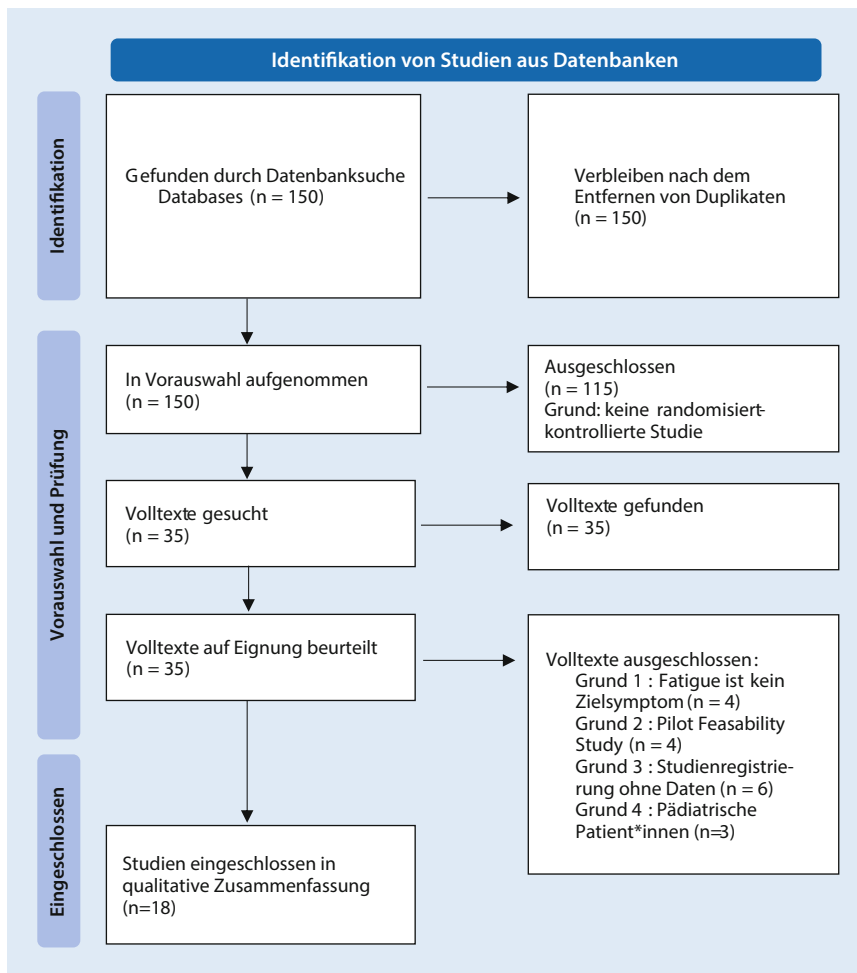 Identifikation von Studien aus Datenbanken
Identifikation
Gefunden durch Datenbanksuche
Databases (n = 150)
Verbleiben nach dem
Entfernen von Duplikaten
(n = 150)
Vorauswahl und Prüfung
In Vorauswahl aufgenommen
(n = 150)
Ausgeschlossen
(n = 115)
Grund: keine randomisiert-
kontrollierte Studie
Volltexte gesucht
(n = 35)
Volltexte gefunden
(n = 35)
Volltexte auf Eignung beurteilt
(n = 35)
Volltexte ausgeschlossen:
Grund 1 : Fatigue ist kein
Zielsymptom (n = 4)
Grund 2 : Pilot Feasability
Study (n = 4)
Grund 3 : Studienregistrie-
rung ohne Daten (n = 6)
Grund 4 : Pädiatrische
Patient*innen (n=3)
Eingeschlossen
Studien eingeschlossen in
qualitative Zusammenfassung
(n=18)